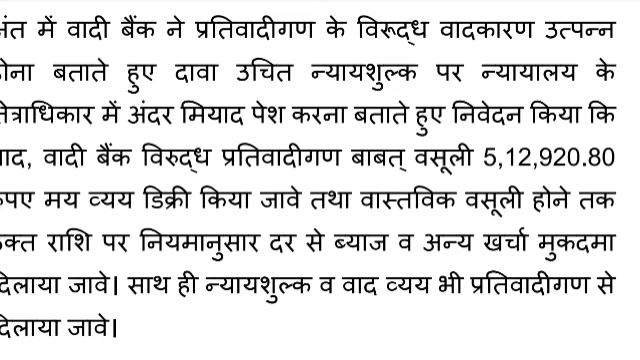 अंत में वादी बैंक ने प्रतिवादीगण के विरूद्ध वादकारण उत्पन्न
होना बताते हुए दावा उचित न्यायशुल्क पर न्यायालय के
क्षेत्राधिकार में अंदर मियाद पेश करना बताते हुए निवेदन किया कि
वाद, वादी बैंक विरुद्ध प्रतिवादीगण बाबत् वसूली 5,12,920.80
रुपए मय व्यय डिक्री किया जावे तथा वास्तविक वसूली होने तक
उक्त राशि पर नियमानुसार दर से ब्याज व अन्य खर्चा मुकदमा
दिलाया जावे। साथ ही न्यायशुल्क व वाद व्यय भी प्रतिवादीगण से
दिलाया जावे।